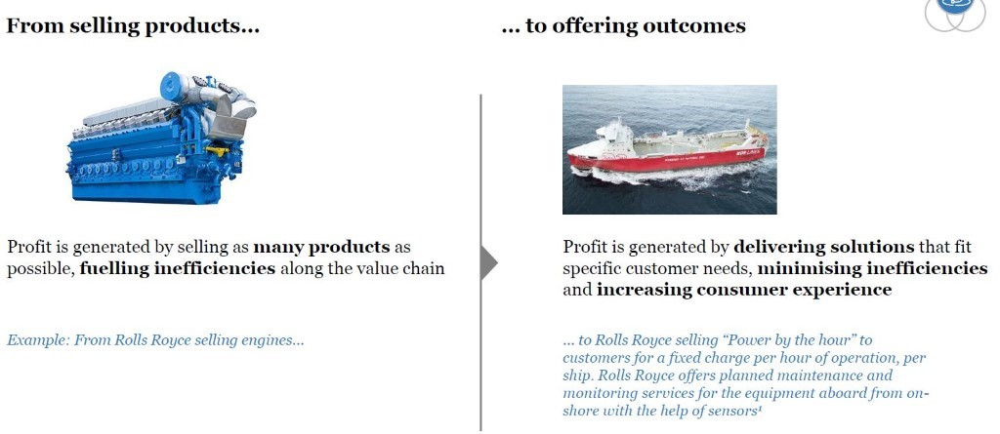 From selling products...
... to offering outcomes
Profit is generated by selling as many products as
possible, fuelling inefficiencies along the value chain
Profit is generated by delivering solutions that fit
specific customer needs, minimising inefficiencies
and increasing consumer experience
Example: From Rolls Royce selling engines...
... to Rolls Royce selling “Power by the hour” to
customers for a fixed charge per hour of operation, per
ship. Rolls Royce offers planned maintenance and
monitoring services for the equipment aboard from on-
shore with the help of sensors¹